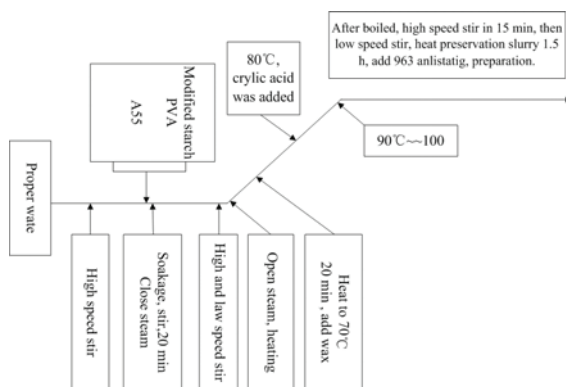 After boiled, high speed stir in 15 min, then
low speed stir, heat preservation slurry 1.5
h, add 963 anlistatig, preparation.
80℃,
crylic acid
was added
Modified starch
PVA
A55
90℃~~100
Proper wate
High speed stir
Soakage, stir,20 min
Close steam
High and law speed stir
Open steam, heating
Heat to 70℃
20 min , add wax